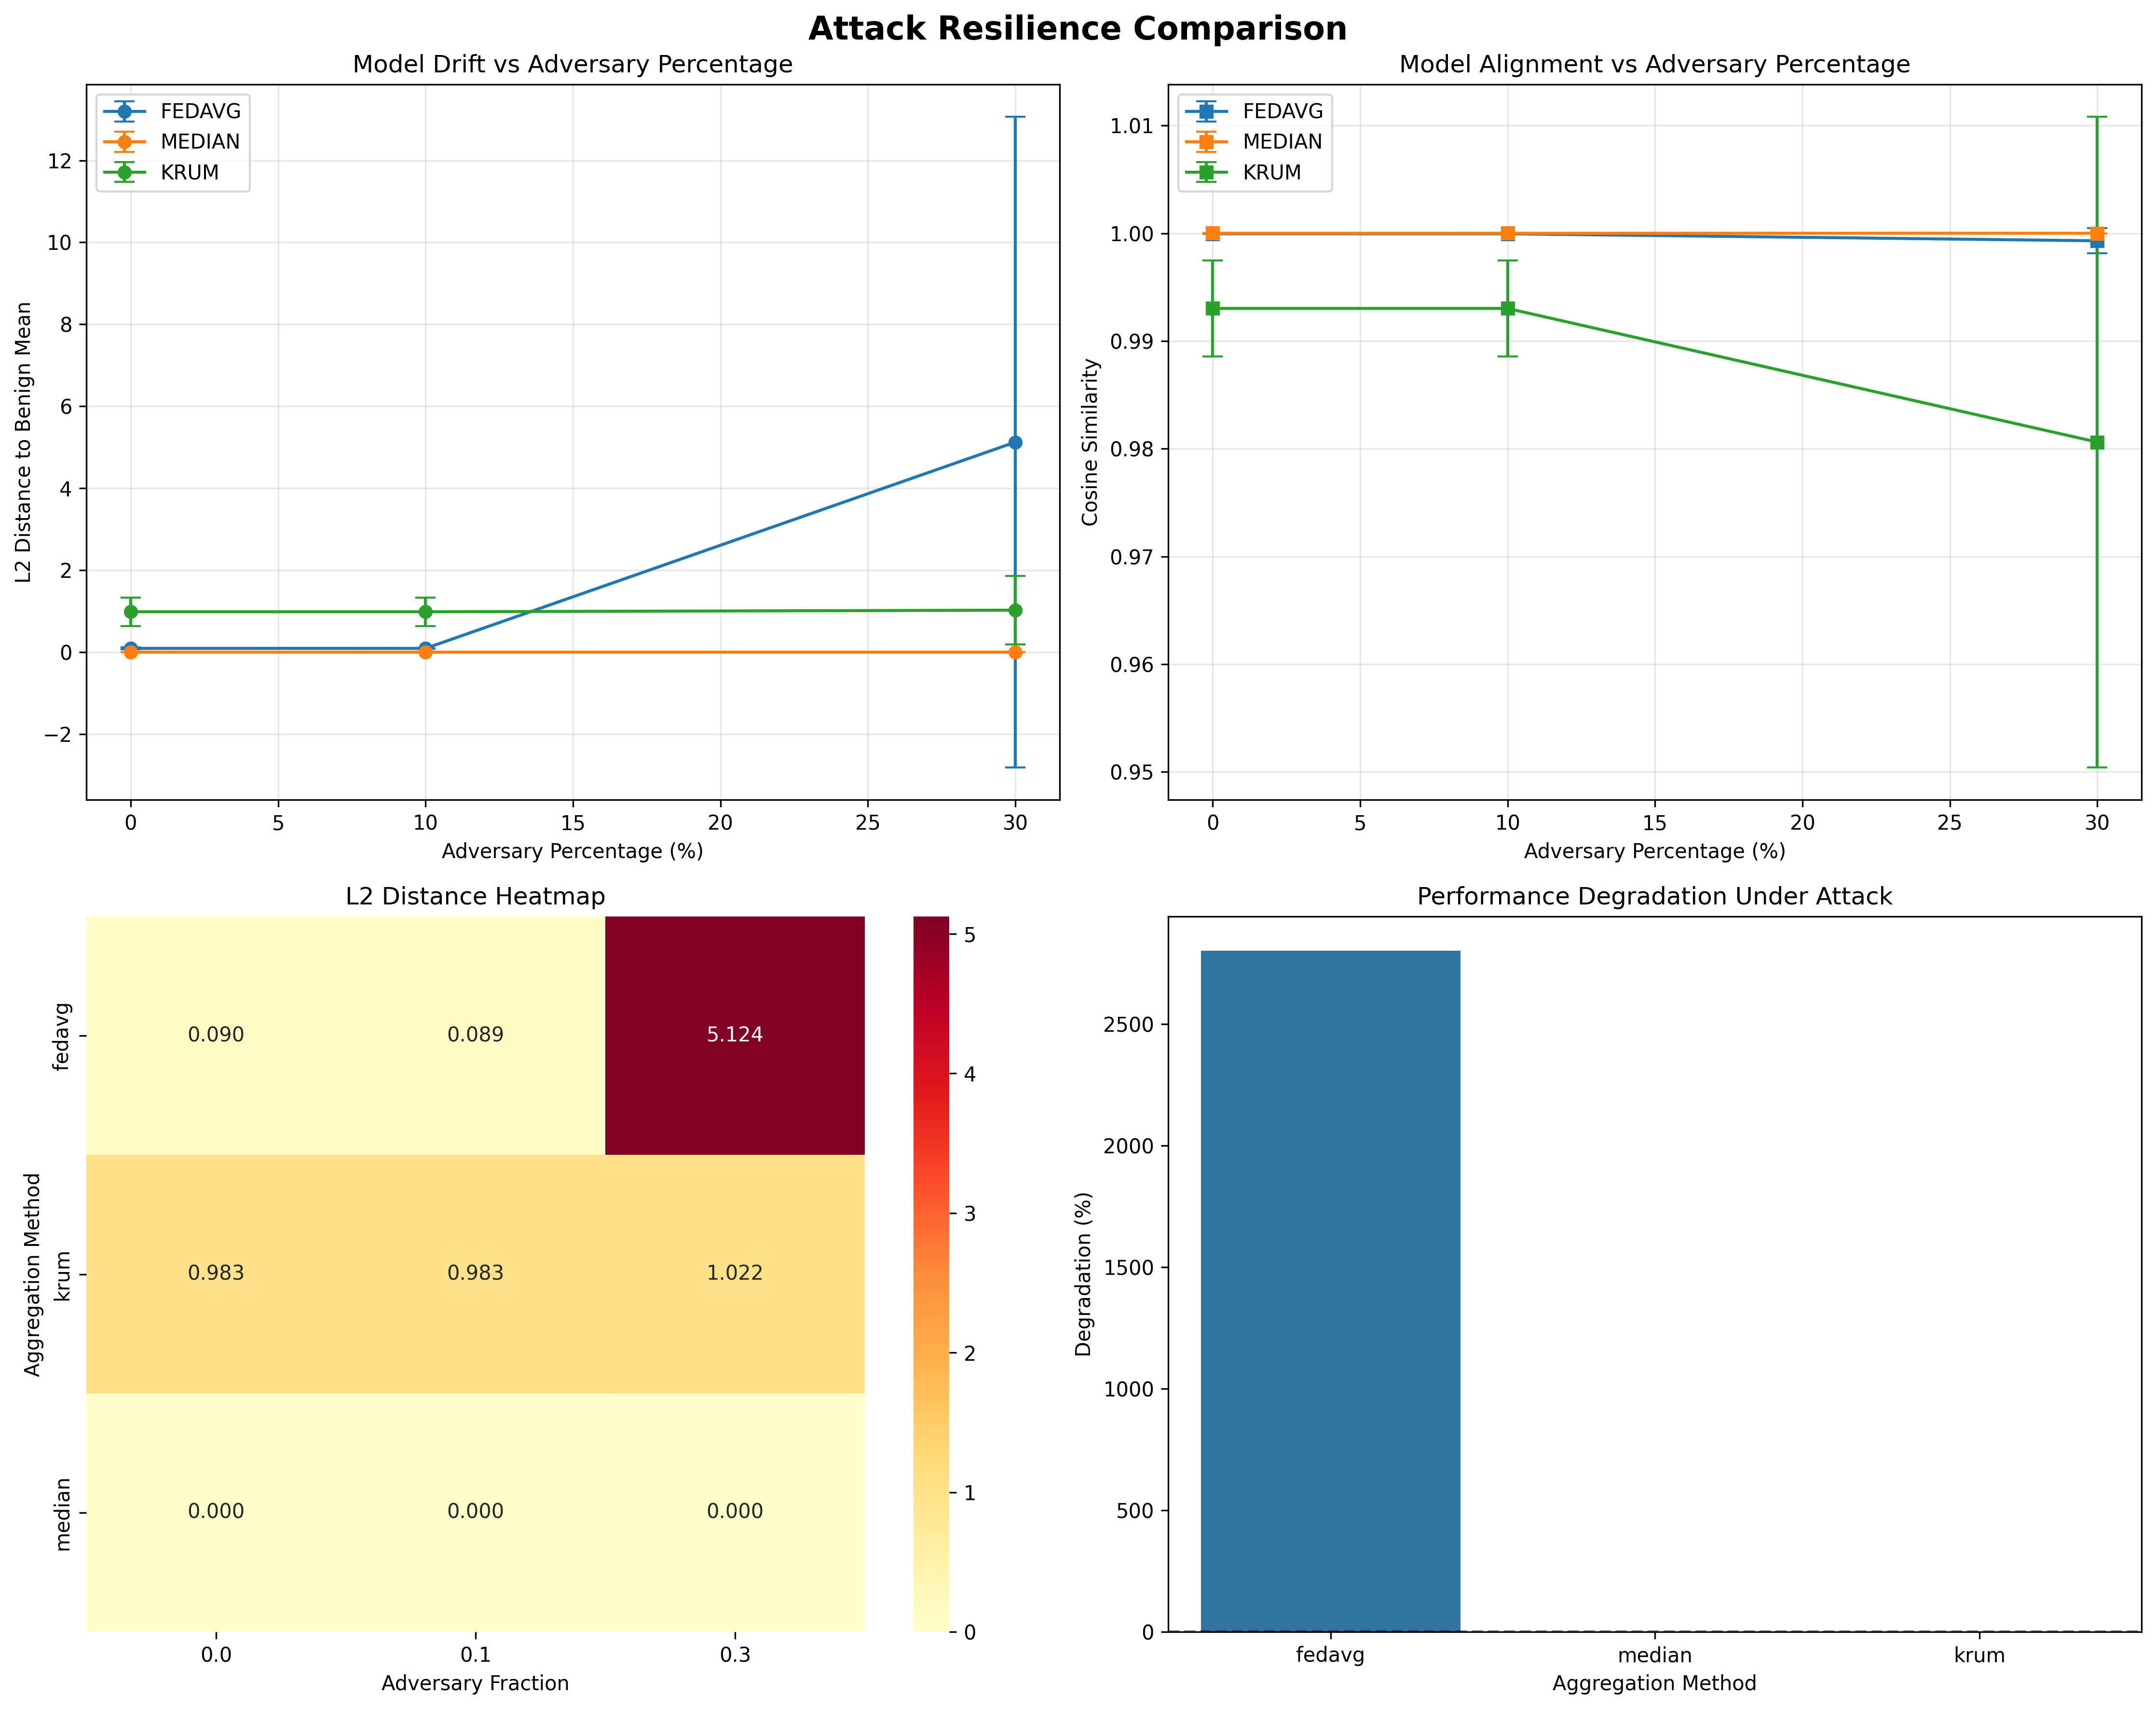 Attack Resilience Comparison
Model Drift vs Adversary Percentage
FEDAVG
MEDIAN
KRUM
12
10
8
6
4
2
0
−2
L2 Distance to Benign Mean
0 5 10 15 20 25 30
Adversary Percentage (%)
Model Alignment vs Adversary Percentage
FEDAVG
MEDIAN
KRUM
1.01
1.00
0.99
0.98
0.97
0.96
0.95
Cosine Similarity
0 5 10 15 20 25 30
Adversary Percentage (%)
L2 Distance Heatmap
Aggregation Method
fedavg
0.090 0.089 5.124
krum
0.983 0.983 1.022
median
0.000 0.000 0.000
0.0 0.1 0.3
Adversary Fraction
5
4
3
2
1
0
Performance Degradation Under Attack
Degradation (%)
2500
2000
1500
1000
500
0
fedavg median krum
Aggregation Method